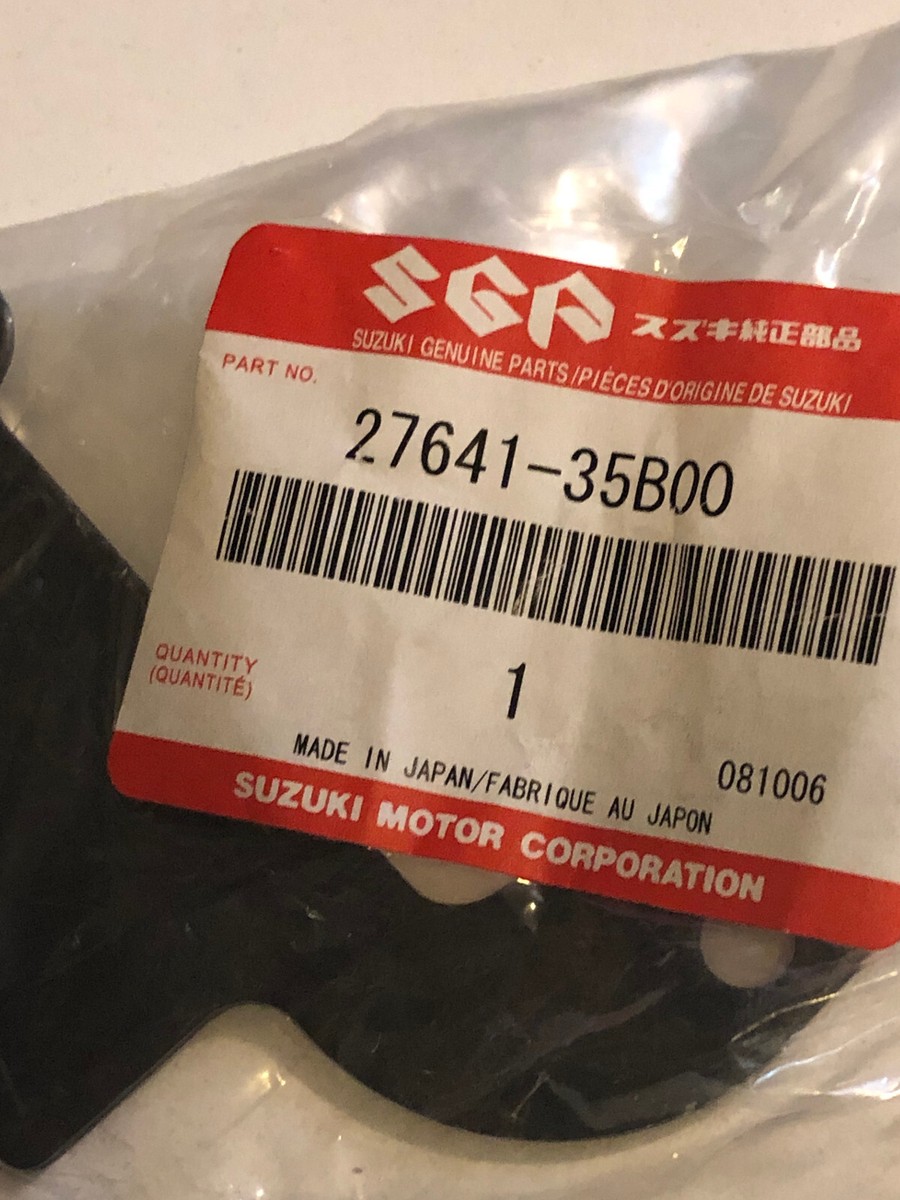 SGP スズキ純正部品
SUZUKI GENUINE PARTS/PIÈCES D'ORIGINE DE SUZUKI
PART NO.
27641-35B00
QUANTITY
(QUANTITÉ)
1
MADE IN JAPAN/FABRIQUE AU JAPON
081006
SUZUKI MOTOR CORPORATION